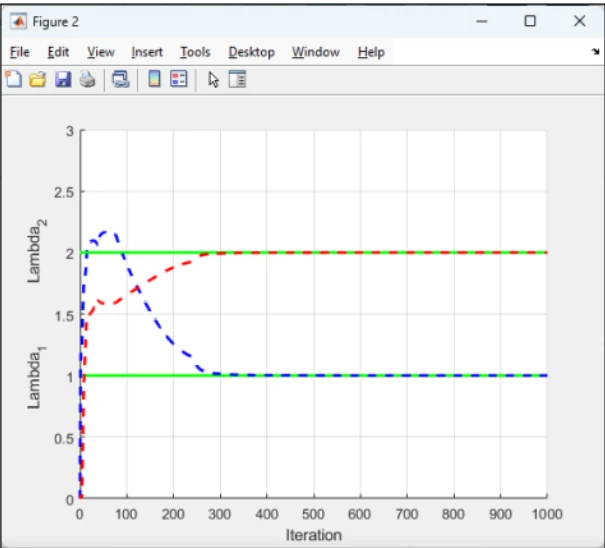 Figure 2
File Edit View Insert Tools Desktop Window Help
3
2.5
2
1.5
1
0.5
0
Lambda2
Lambda1
0 100 200 300 400 500 600 700 800 900 1000
Iteration